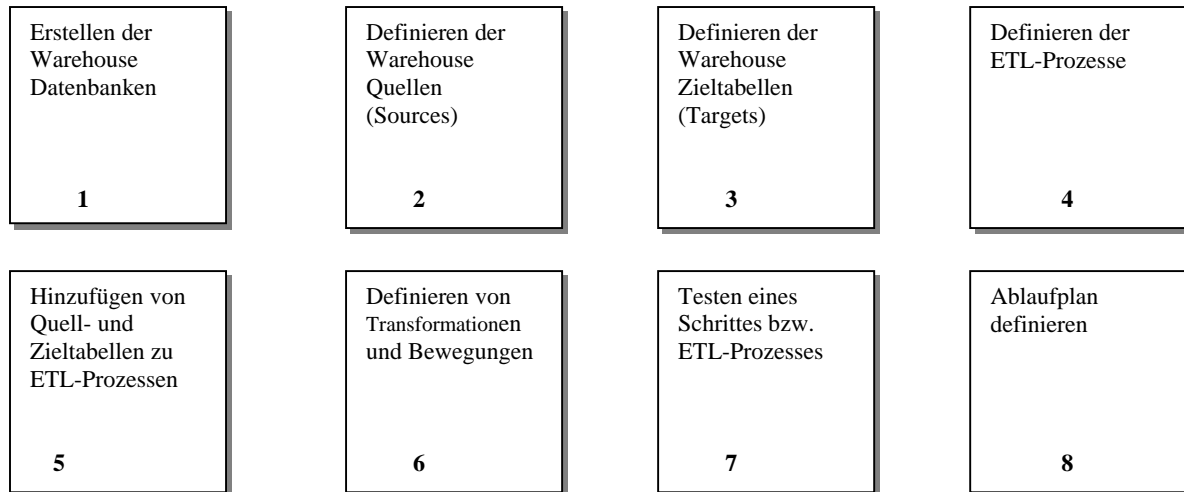 Erstellen der
Warehouse
Datenbanken
1
Definieren der
Warehouse
Quellen
(Sources)
2
Definieren der
Warehouse
Zieltabellen
(Targets)
3
Definieren der
ETL-Prozesse
4
Hinzufügen von
Quell- und
Zieltabellen zu
ETL-Prozessen
5
Definieren von
Transformationen
und Bewegungen
6
Testen eines
Schrittes bzw.
ETL-Prozesses
7
Ablaufplan
definieren
8